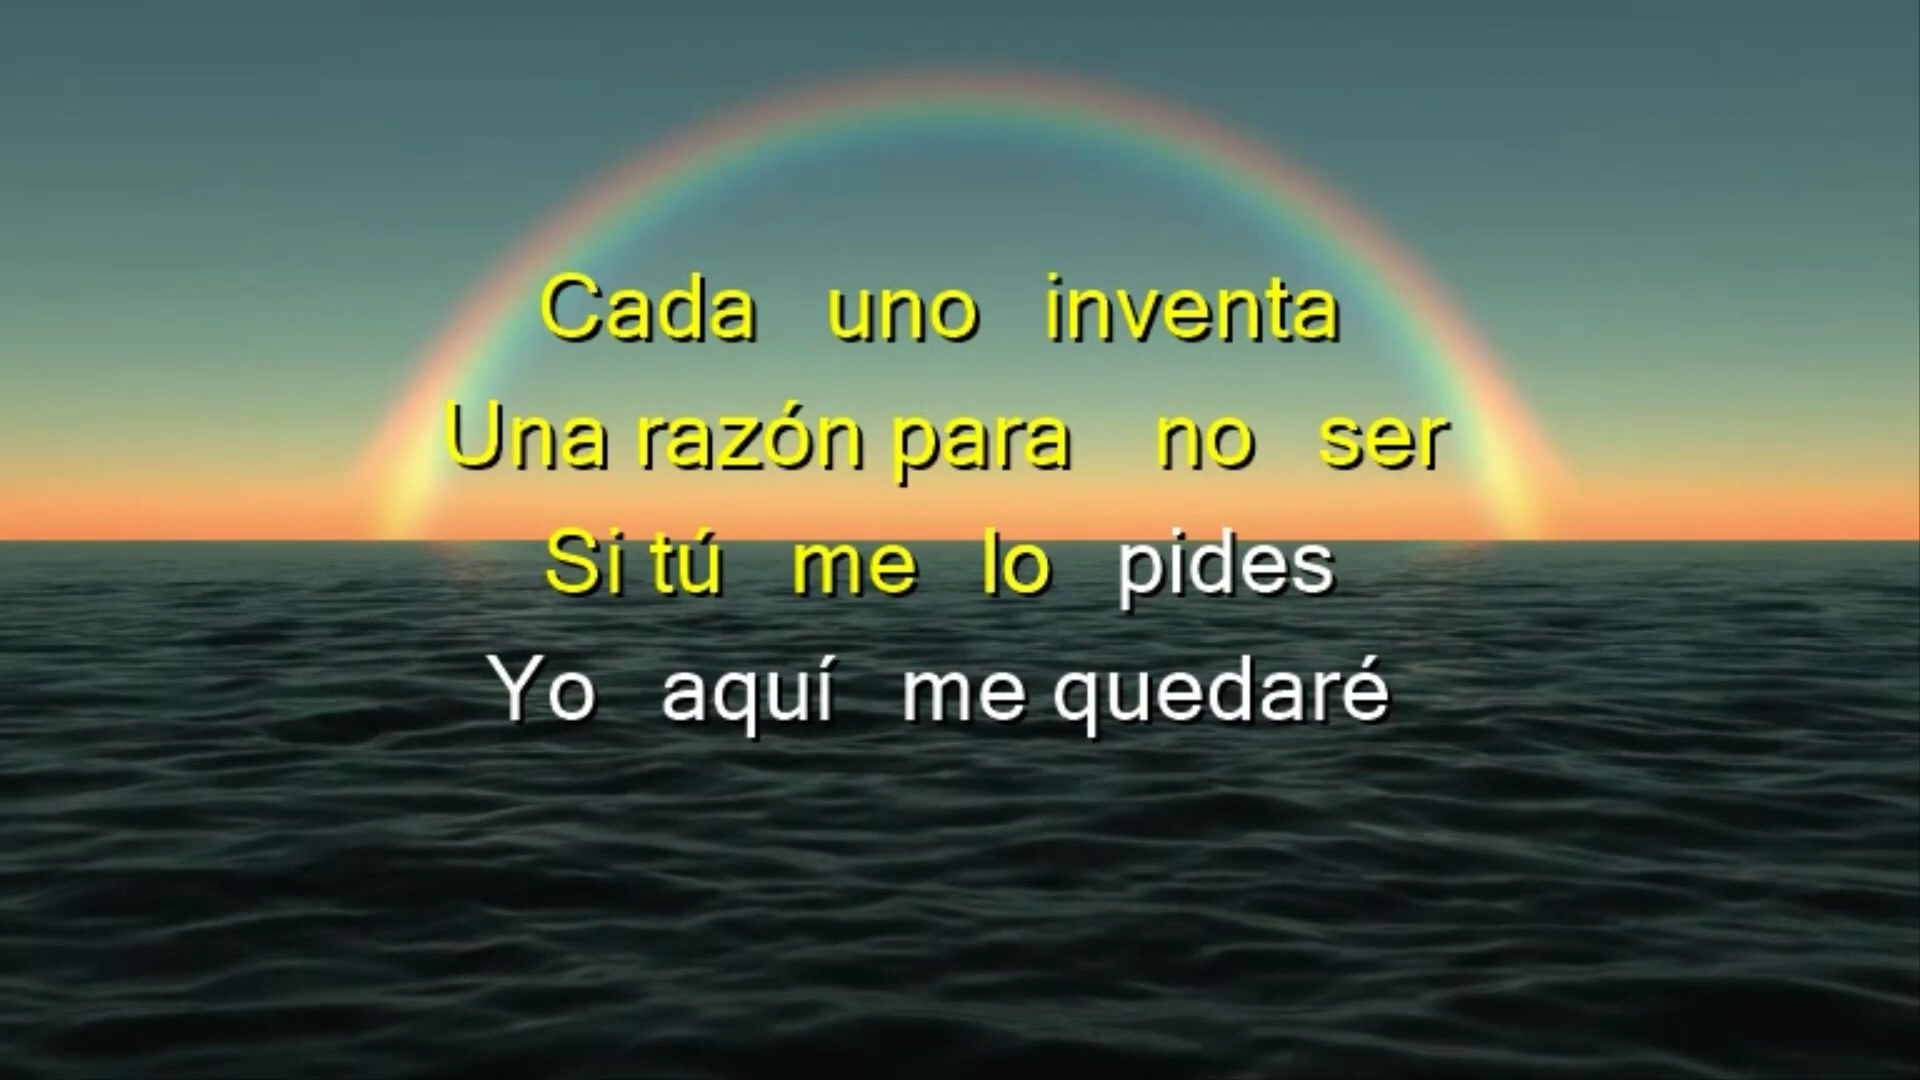 Cada uno inventa
Una razón para no ser
Si tú me lo pides
Yo aquí me quedaré